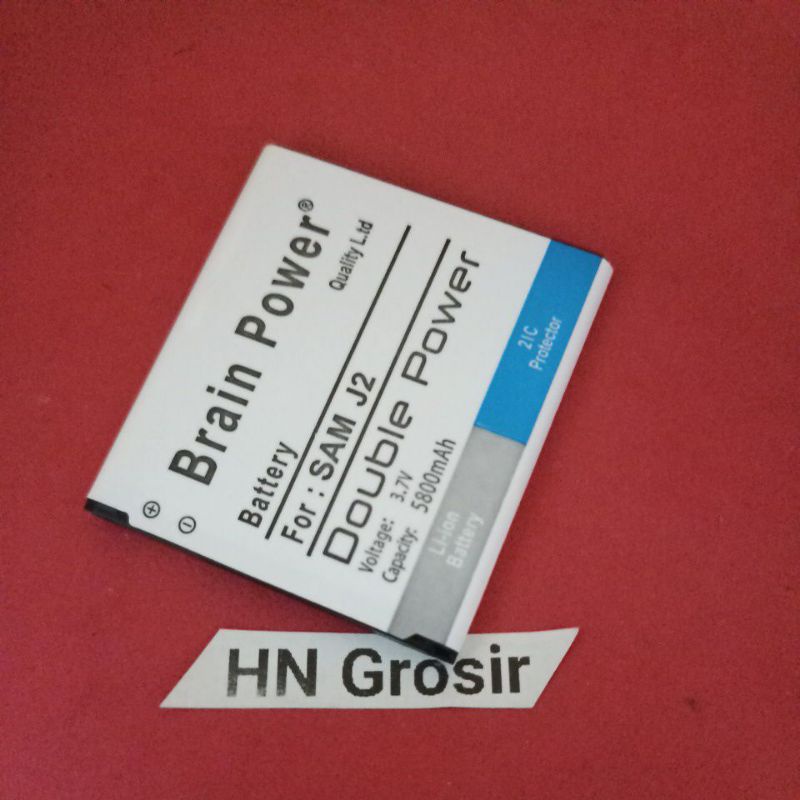 Brain Power®
Quality L.td
Battery
For : SAM J2
Double Power
Voltage: 3.7V
Capacity: 5800mAh
Li-ion
Battery
2IC
Protector
HN Grosir